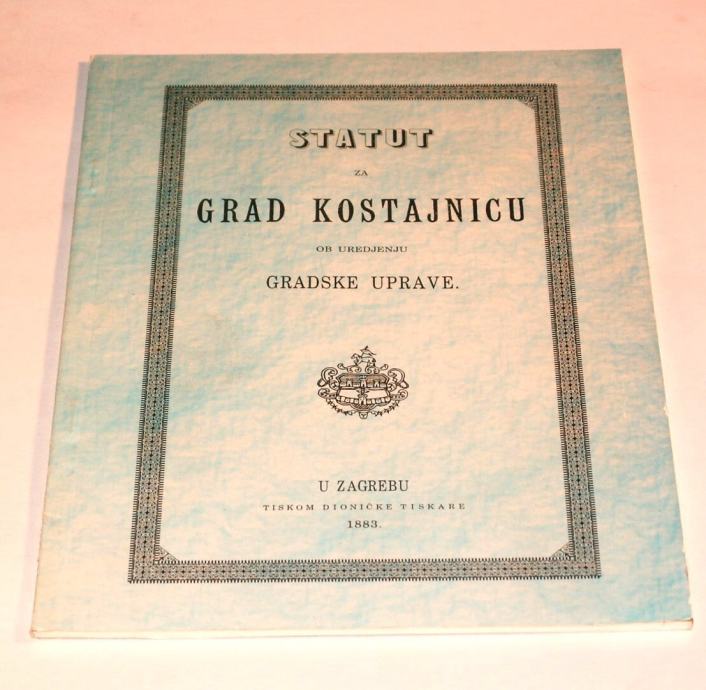 STATUT
ZA
GRAD KOSTAJNICU
OB UREDJENJU
GRADSKE UPRAVE.
U ZAGREBU
TISKOM DIONIČKE TISKARE
1883.